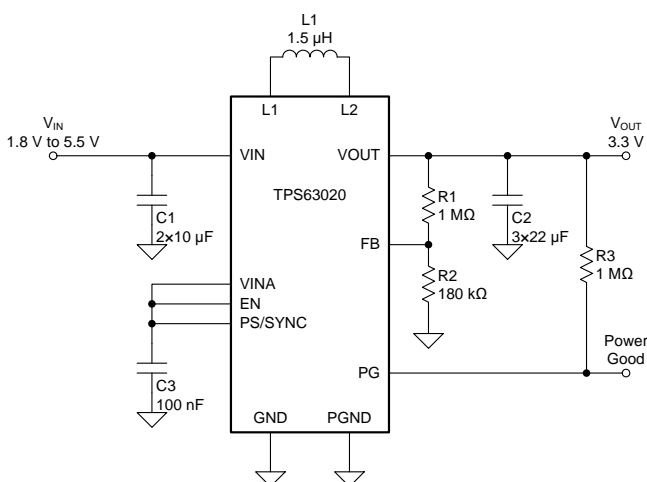 L1
1.5 µH
L1
L2
V_IN
1.8 V to 5.5 V
VIN
VOUT
V_OUT
3.3 V
TPS63020
R1
1 MΩ
C1
2×10 µF
C2
3×22 µF
FB
R3
1 MΩ
R2
180 kΩ
VINA
EN
PS/SYNC
Power
Good
PG
C3
100 nF
GND
PGND